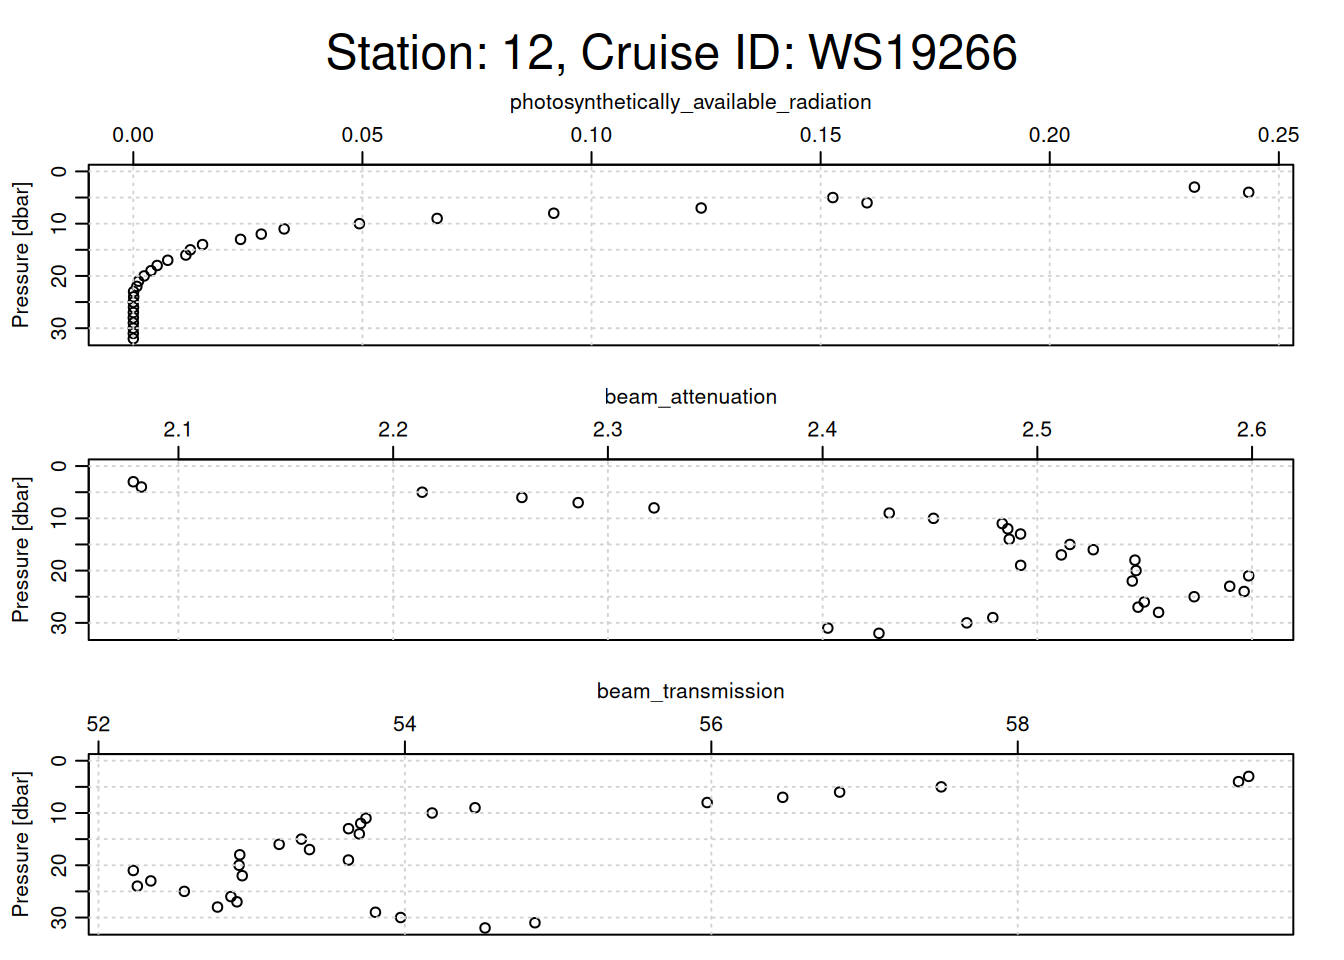 Station: 12, Cruise ID: WS19266
photosynthetically_available_radiation
0.00 0.05 0.10 0.15 0.20 0.25
Pressure [dbar]
0
10
20
30
beam_attenuation
2.1 2.2 2.3 2.4 2.5 2.6
Pressure [dbar]
0
10
20
30
beam_transmission
52 54 56 58
Pressure [dbar]
0
10
20
30